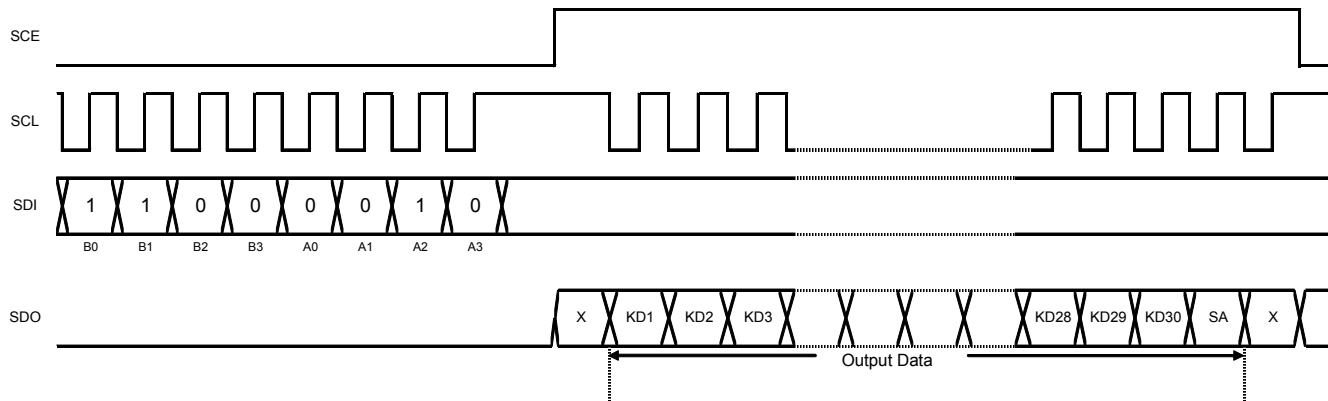 SCE
SCL
SDI 1 1 0 0 0 0 1 0
B0 B1 B2 B3 A0 A1 A2 A3
SDO X KD1 KD2 KD3 KD28 KD29 KD30 SA X
Output Data